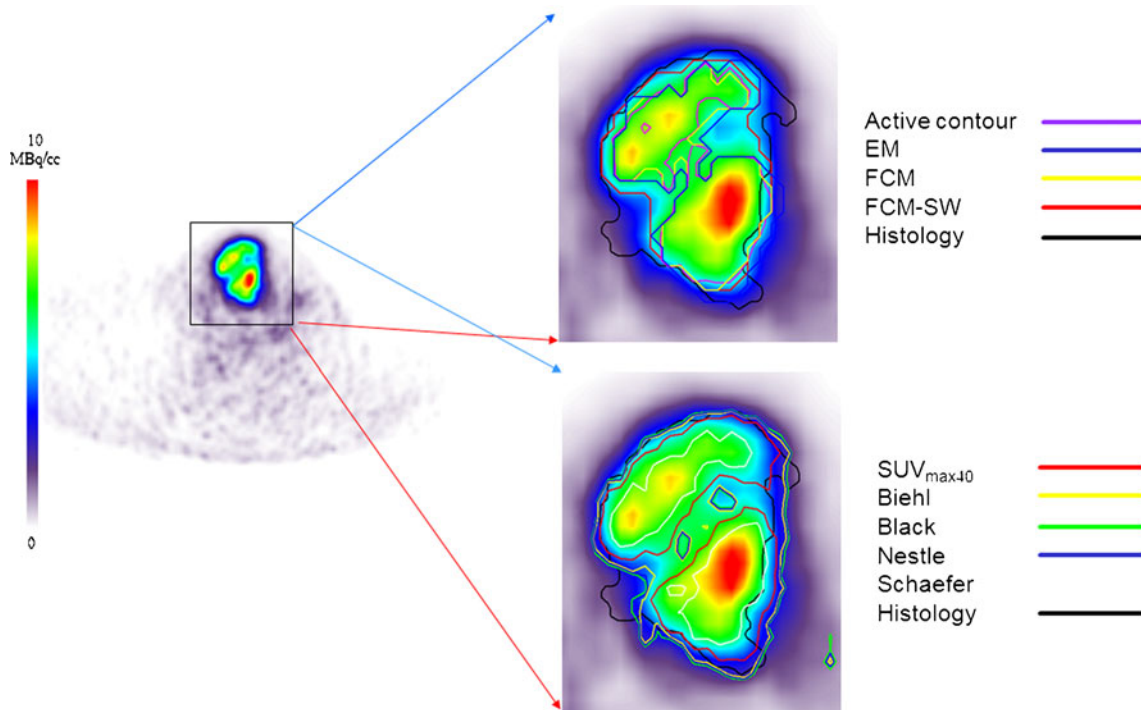 10
MBq/cc
0
Active contour
EM
FCM
FCM-SW
Histology
SUVmax40
Biehl
Black
Nestle
Schaefer
Histology